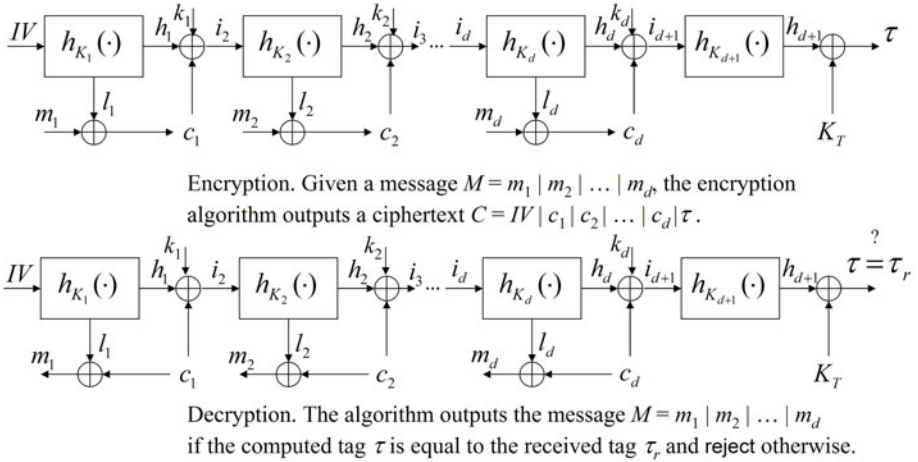 k_1 k_2 k_d
IV h_{K_1}(·) h_1 i_2 h_{K_2}(·) h_2 i_3 ... i_d h_{K_d}(·) h_d i_{d+1} h_{K_{d+1}}(·) h_{d+1} τ
l_1 l_2 l_d
m_1 c_1 m_2 c_2 m_d c_d K_T
Encryption. Given a message M = m_1 | m_2 | … | m_d, the encryption
algorithm outputs a ciphertext C = IV | c_1 | c_2 | … | c_d | τ .
k_1 k_2 k_d ?
IV h_{K_1}(·) h_1 i_2 h_{K_2}(·) h_2 i_3 ... i_d h_{K_d}(·) h_d i_{d+1} h_{K_{d+1}}(·) h_{d+1} τ = τ_r
l_1 l_2 l_d
m_1 c_1 m_2 c_2 m_d c_d K_T
Decryption. The algorithm outputs the message M = m_1 | m_2 | … | m_d
if the computed tag τ is equal to the received tag τ_r and reject otherwise.